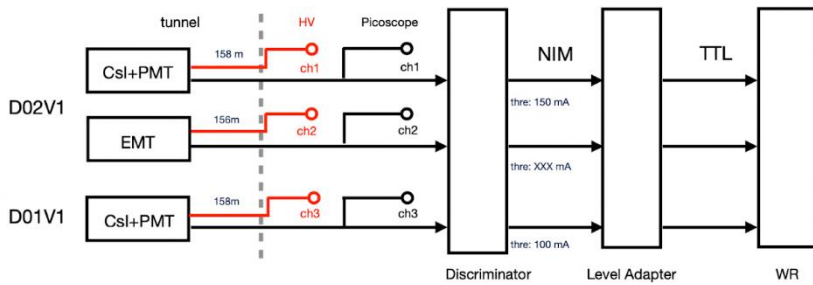 tunnel HV Picoscope
158 m
CsI+PMT ch1 ch1 NIM TTL
thre: 150 mA
D02V1
156m
EMT ch2 ch2
thre: XXX mA
158m
D01V1 CsI+PMT ch3 ch3
thre: 100 mA
Discriminator Level Adapter WR